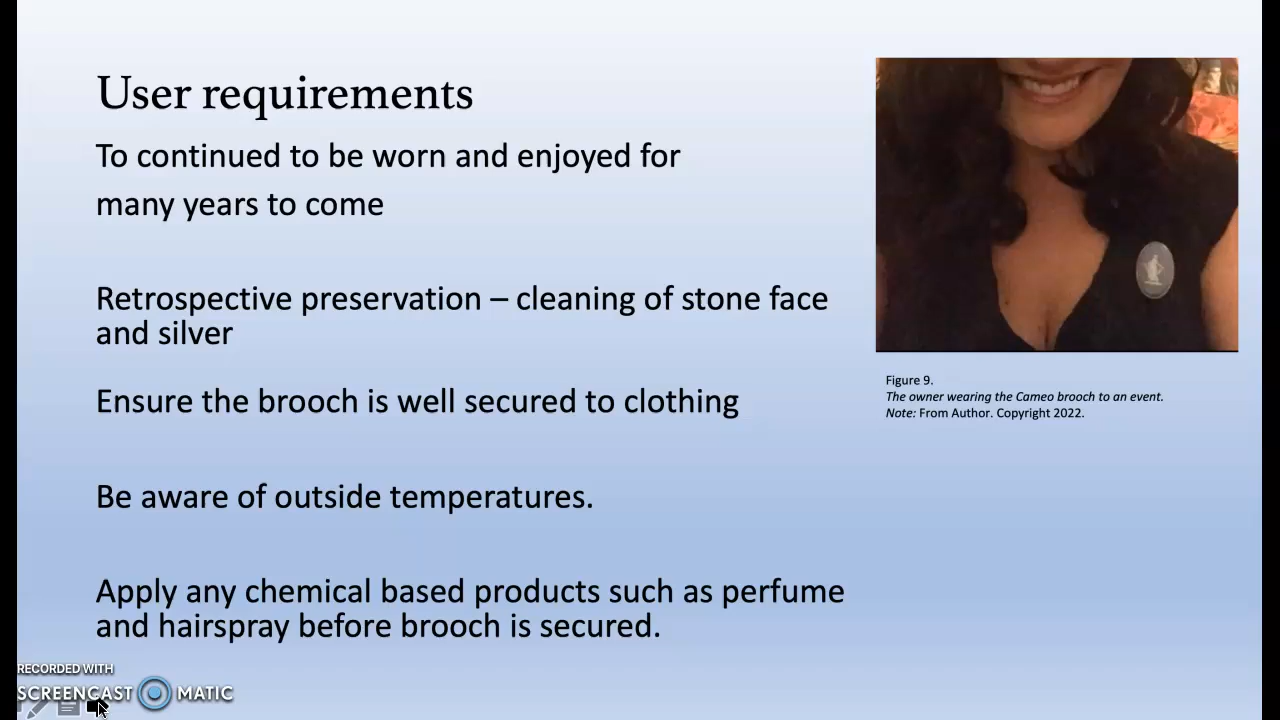 User requirements
To continued to be worn and enjoyed for
many years to come
Retrospective preservation – cleaning of stone face
and silver
Ensure the brooch is well secured to clothing
Be aware of outside temperatures.
Apply any chemical based products such as perfume
and hairspray before brooch is secured.
Figure 9.
The owner wearing the Cameo brooch to an event.
Note: From Author. Copyright 2022.
RECORDED WITH
SCREENCAST MATIC